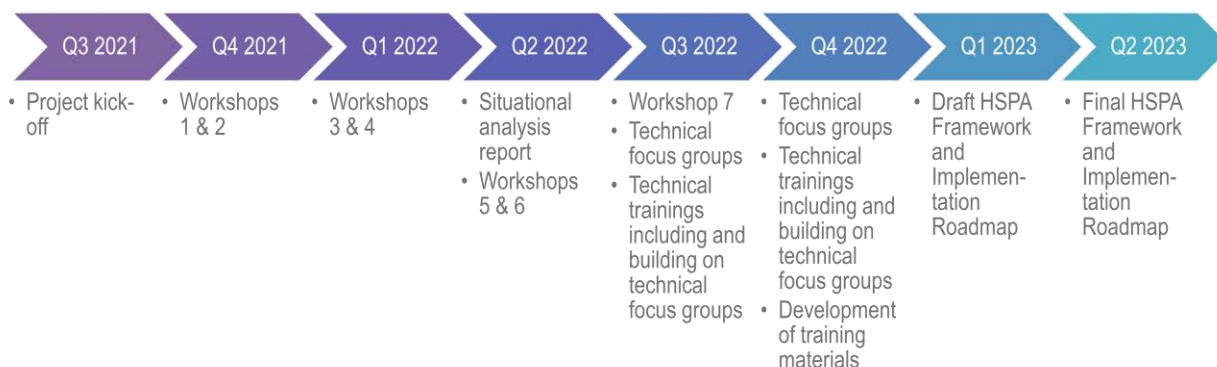 Q3 2021
Q4 2021
Q1 2022
Q2 2022
Q3 2022
Q4 2022
Q1 2023
Q2 2023
• Project kick-
off
• Workshops
1 & 2
• Workshops
3 & 4
• Situational
analysis
report
• Workshops
5 & 6
• Workshop 7
• Technical
focus groups
• Technical
trainings
including and
building on
technical
focus groups
• Technical
focus groups
• Technical
trainings
including and
building on
technical
focus groups
• Development
of training
materials
• Draft HSPA
Framework
and
Implemen-
tation
Roadmap
• Final HSPA
Framework
and
Implemen-
tation
Roadmap